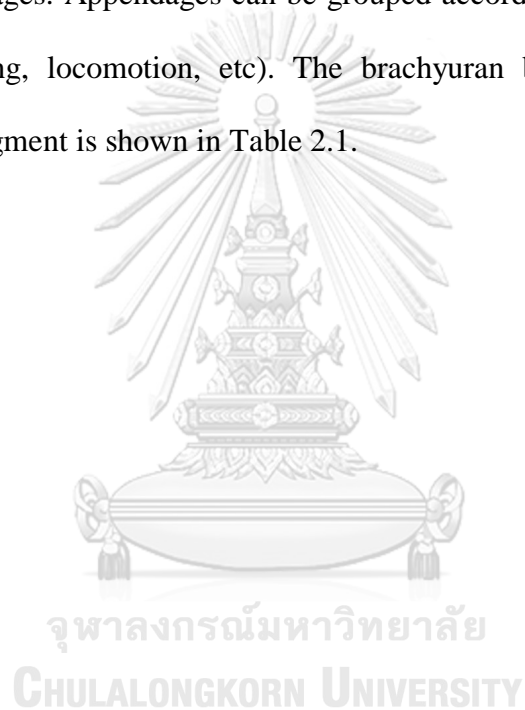 ages. Appendages can be grouped accord
ng, locomotion, etc). The brachyuran b
gment is shown in Table 2.1.
จุฬาลงกรณ์มหาวิทยาลัย
CHULALONGKORN UNIVERSITY